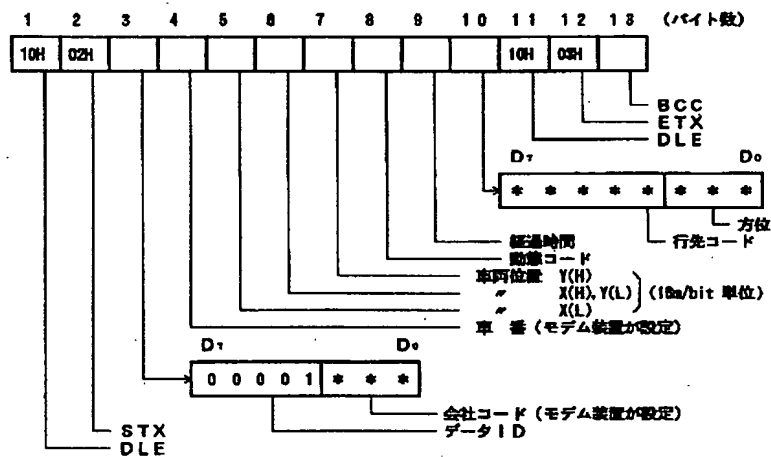 1 2 3 4 5 6 7 8 9 10 11 12 13 (バイト数)
10H 02H 10H 03H
BCC
ETX
DLE
D7 D0
* * * * * * * *
方位
経過時間 行先コード
動態コード
車両位置 Y(H)
〃 X(H),Y(L) (16m/bit 単位)
〃 X(L)
車 番 (モデム装置が設定)
D7 D0
0 0 0 0 1 * * *
会社コード (モデム装置が設定)
STX データID
DLE